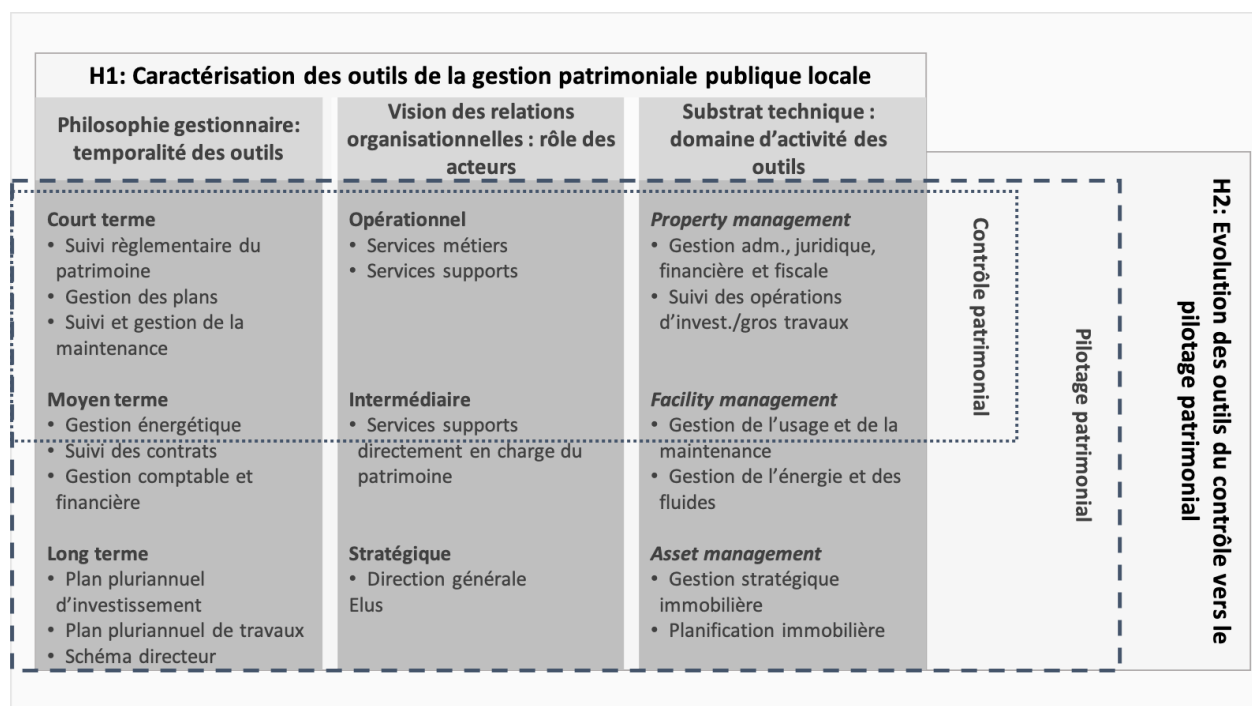 H1: Caractérisation des outils de la gestion patrimoniale publique locale
Philosophie gestionnaire:
temporalité des outils
Vision des relations
organisationnelles : rôle des
acteurs
Substrat technique :
domaine d'activité des
outils
Court terme
• Suivi règlementaire du
patrimoine
• Gestion des plans
• Suivi et gestion de la
maintenance
Moyen terme
• Gestion énergétique
• Suivi des contrats
• Gestion comptable et
financière
Long terme
• Plan pluriannuel
d'investissement
• Plan pluriannuel de travaux
• Schéma directeur
Opérationnel
• Services métiers
• Services supports
Intermédiaire
• Services supports
directement en charge du
patrimoine
Stratégique
• Direction générale
Elus
Property management
• Gestion adm., juridique,
financière et fiscale
• Suivi des opérations
d'invest./gros travaux
Facility management
• Gestion de l'usage et de la
maintenance
• Gestion de l'énergie et des
fluides
Asset management
• Gestion stratégique
immobilière
• Planification immobilière
Contrôle patrimonial
Pilotage patrimonial
H2: Evolution des outils du contrôle vers le
pilotage patrimonial